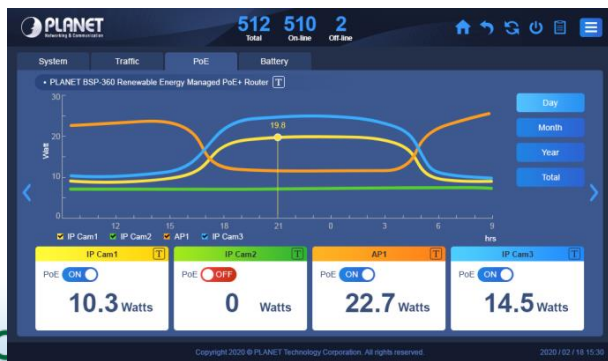 PLANET
Networking & Communication
512 510 2
Total On-line Off-line
System Traffic PoE Battery
• PLANET BSP-360 Renewable Energy Managed PoE+ Router T
30
20
10
0
Watt
19.8
12 15 18 21 0 3 6 9
hrs
IP Cam1 IP Cam2 AP1 IP Cam3
Day
Month
Year
Total
IP Cam1 T IP Cam2 T AP1 T IP Cam3 T
PoE ON PoE OFF PoE ON PoE ON
10.3 Watts 0 Watts 22.7 Watts 14.5 Watts
Copyright 2020 © PLANET Technology Corporation. All rights reserved. 2020 / 02 / 18 15:30